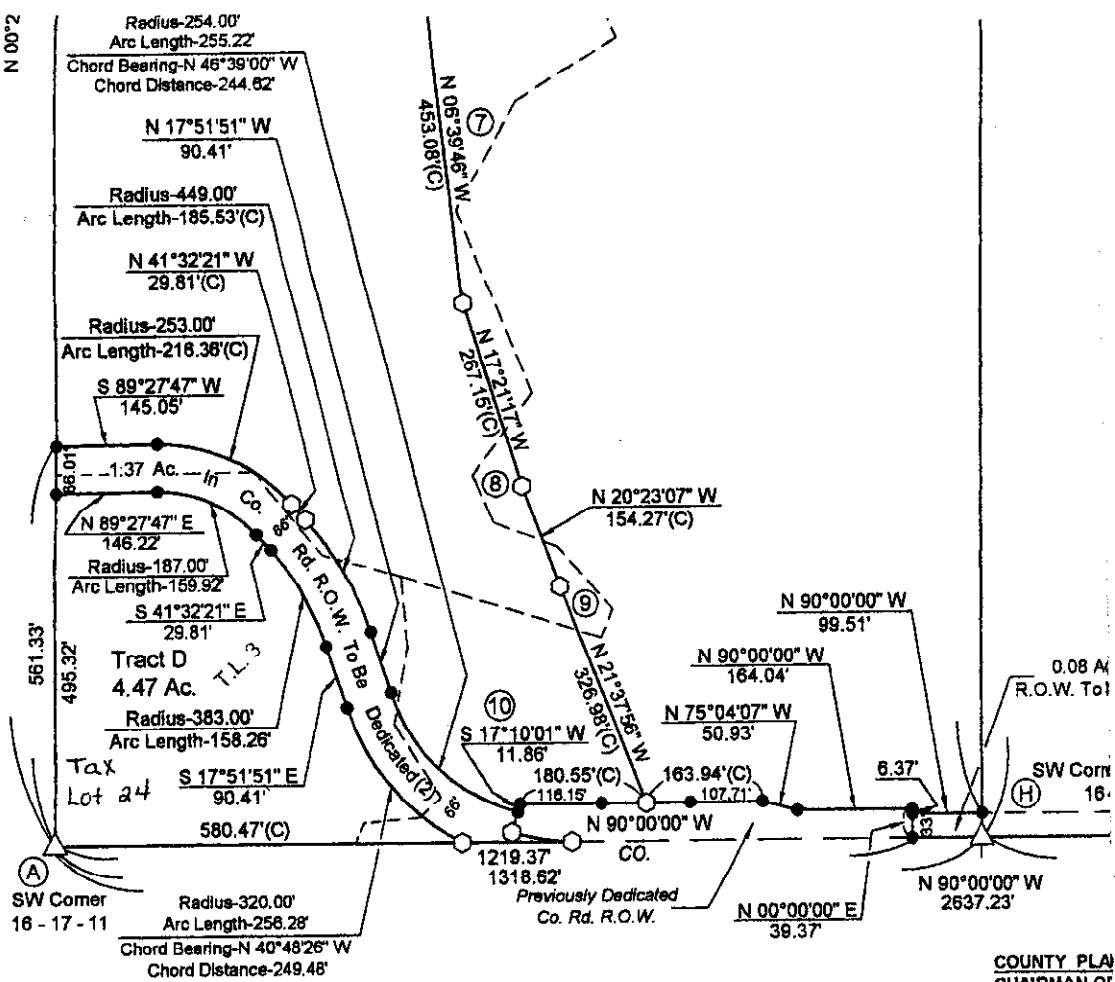 N 00°2
Radius-254.00'
Arc Length-255.22'
Chord Bearing-N 46°39'00" W
Chord Distance-244.62'
N 17°51'51" W
90.41'
Radius-449.00'
Arc Length-185.53'(C)
N 41°32'21" W
29.81'(C)
Radius-253.00'
Arc Length-216.36'(C)
S 89°27'47" W
145.05'
66.01'
1.37 Ac. In Co. Rd. R.O.W. To Be Dedicated(2)
66'
66'
N 89°27'47" E
146.22'
Radius-187.00'
Arc Length-159.92'
S 41°32'21" E
29.81'
561.33'
495.32'
Tract D
4.47 Ac.
T.L. 3
Radius-383.00'
Arc Length-158.26'
Tax
Lot 24
S 17°51'51" E
90.41'
580.47'(C)
A
SW Corner
16 - 17 - 11
Radius-320.00'
Arc Length-256.28'
Chord Bearing-N 40°48'26" W
Chord Distance-249.48'
N 06°39'46" W
453.08'(C)
7
N 17°21'17" W
267.15'(C)
8
N 20°23'07" W
154.27'(C)
9
N 21°37'56" W
326.98'(C)
10
S 17°10'01" W
11.86'
180.55'(C)
118.15'
163.94'(C)
107.71'
N 90°00'00" W
CO.
1219.37'
1318.62'
Previously Dedicated
Co. Rd. R.O.W.
N 75°04'07" W
50.93'
N 90°00'00" W
164.04'
N 90°00'00" W
99.51'
0.08 A
R.O.W. To
6.37'
33'
H
SW Corn
16
N 00°00'00" E
39.37'
N 90°00'00" W
2637.23'
COUNTY PLA
CHAIRMAN OF